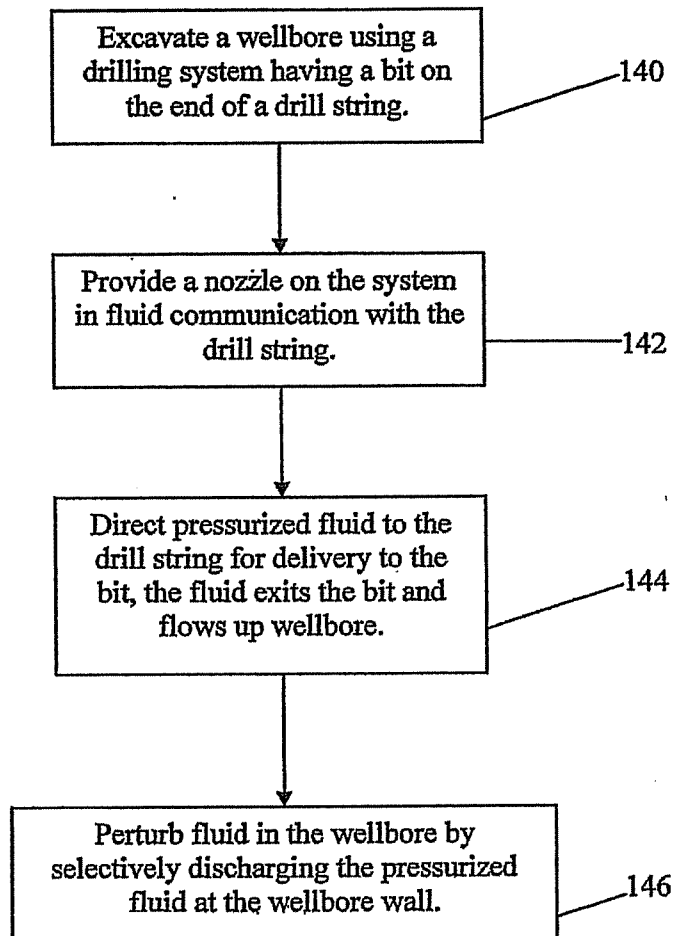 Excavate a wellbore using a
drilling system having a bit on
the end of a drill string.
140
Provide a nozzle on the system
in fluid communication with the
drill string.
142
Direct pressurized fluid to the
drill string for delivery to the
bit, the fluid exits the bit and
flows up wellbore.
144
Perturb fluid in the wellbore by
selectively discharging the pressurized
fluid at the wellbore wall.
146